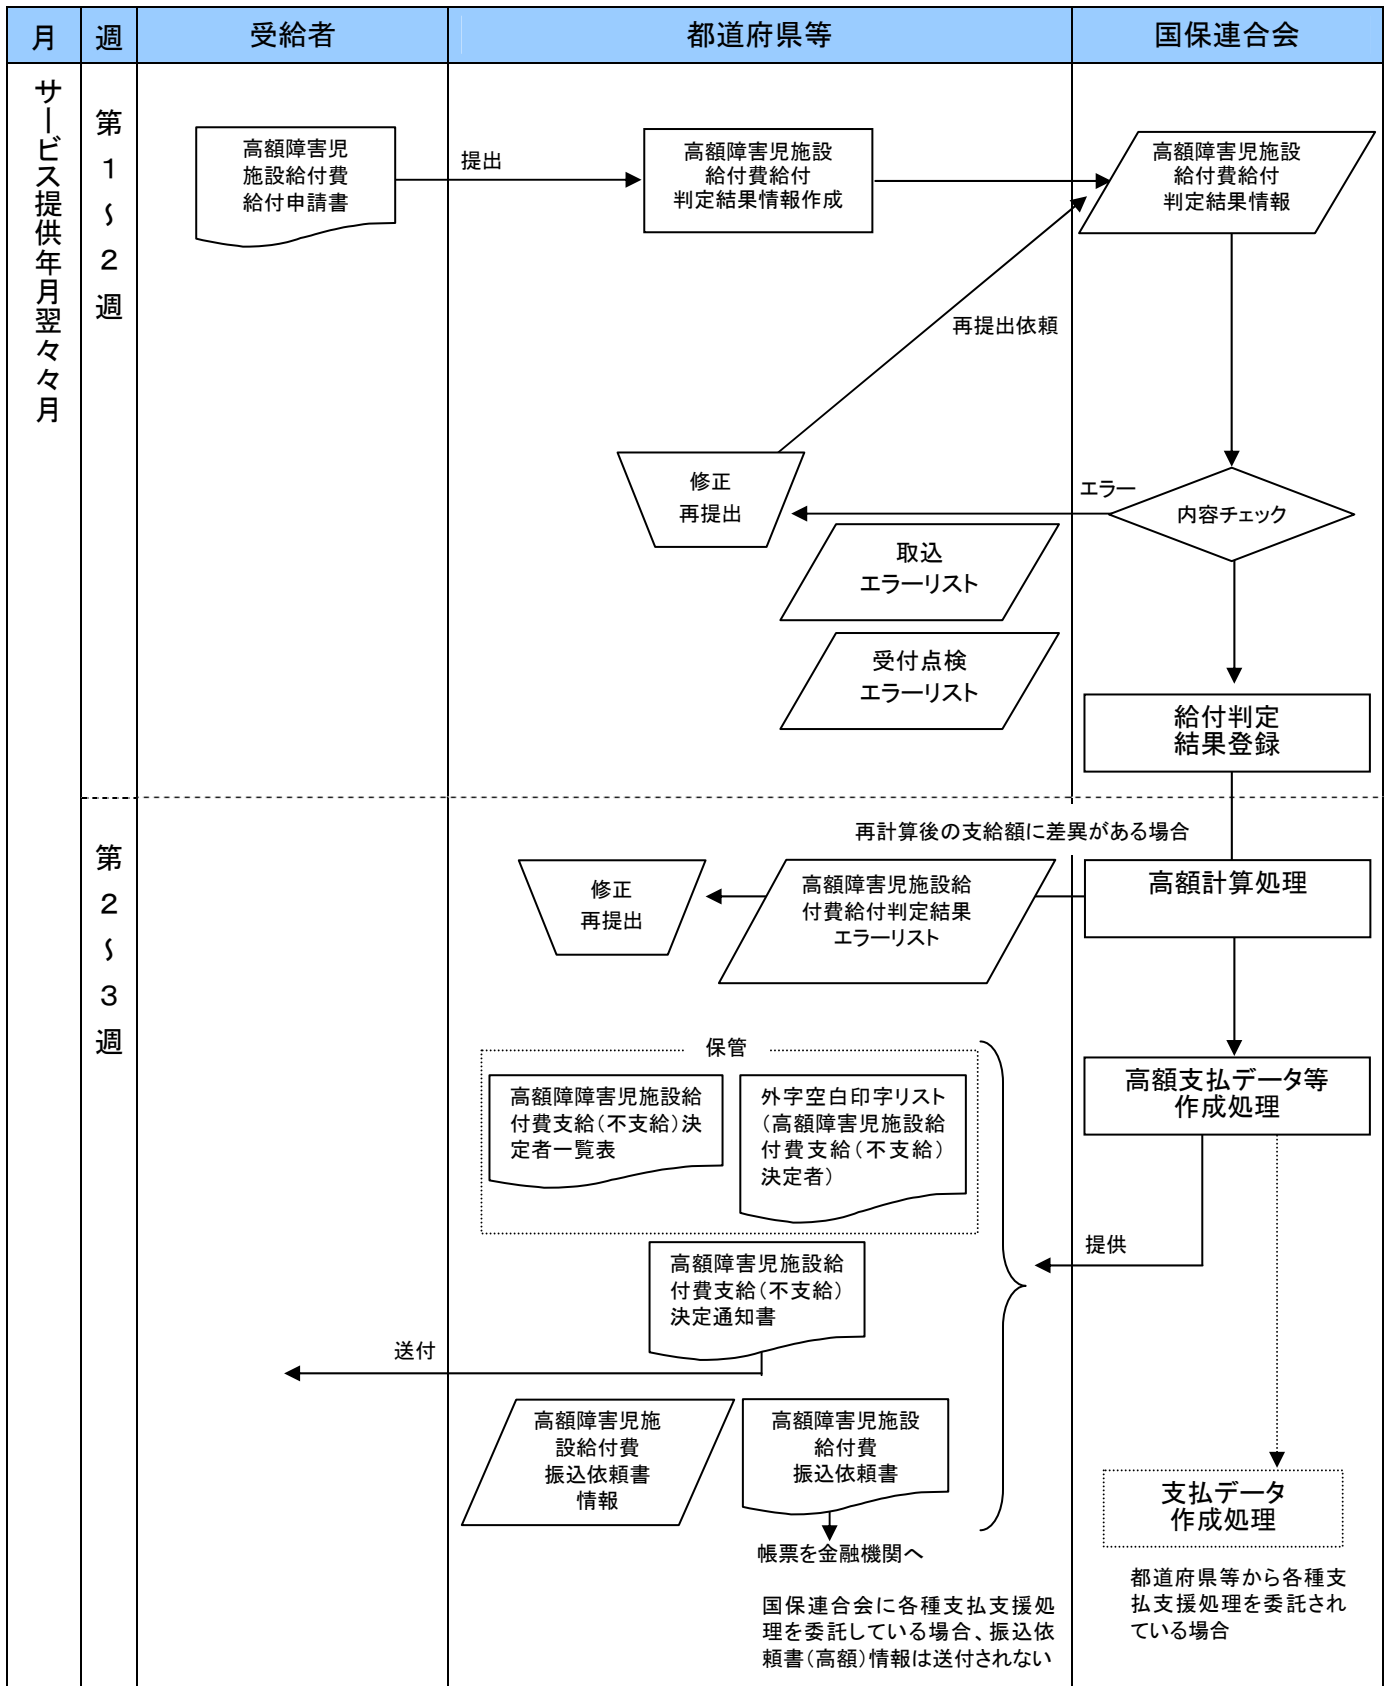 月
週
受給者
都道府県等
国保連合会
サービス提供年月翌々々月
第
1
～
2
週
高額障害児
施設給付費
給付申請書
提出
高額障害児施設
給付費給付
判定結果情報作成
高額障害児施設
給付費給付
判定結果情報
再提出依頼
修正
再提出
エラー
内容チェック
取込
エラーリスト
受付点検
エラーリスト
給付判定
結果登録
第
2
～
3
週
再計算後の支給額に差異がある場合
修正
再提出
高額障害児施設給
付費給付判定結果
エラーリスト
高額計算処理
保管
高額障障害児施設給
付費支給(不支給)決
定者一覧表
外字空白印字リスト
(高額障害児施設給
付費支給(不支給)
決定者)
高額支払データ等
作成処理
提供
高額障害児施設給
付費支給(不支給)
決定通知書
送付
高額障害児施
設給付費
振込依頼書
情報
高額障害児施設
給付費
振込依頼書
帳票を金融機関へ
支払データ
作成処理
国保連合会に各種支払支援処
理を委託している場合、振込依
頼書(高額)情報は送付されない
都道府県等から各種支
払支援処理を委託され
ている場合